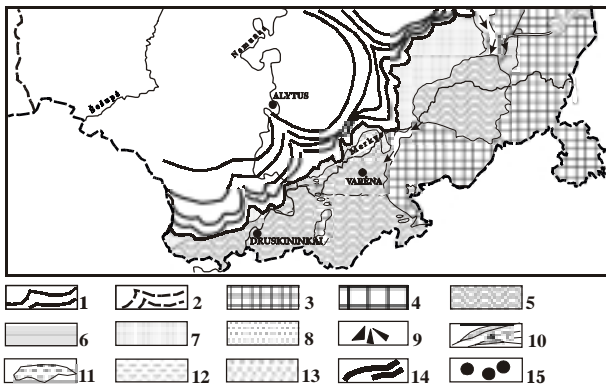 Nemunas
ALYTUS
Šešupė
Merkys
VARĖNA
DRUSKININKAI
1 2 3 4 5
6 7 8 9 10
11 12 13 14 15